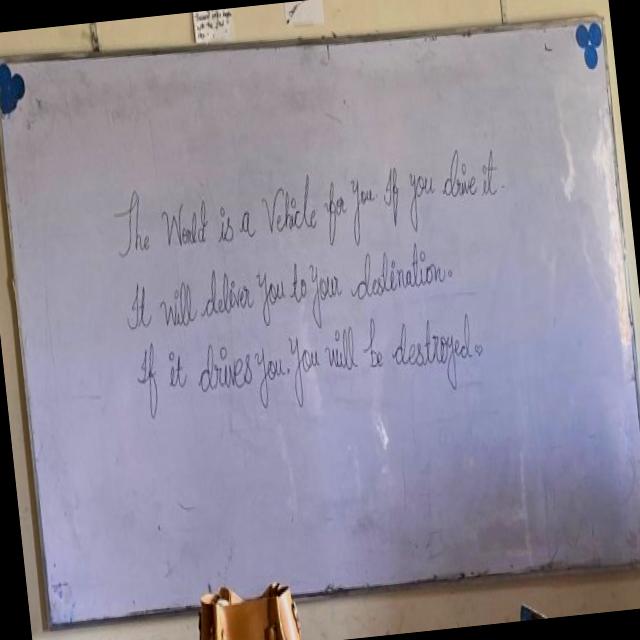 The World is a Vehicle for you. If you drive it.
It will deliver you to your destination.
If it drives you. You will be destroyed.